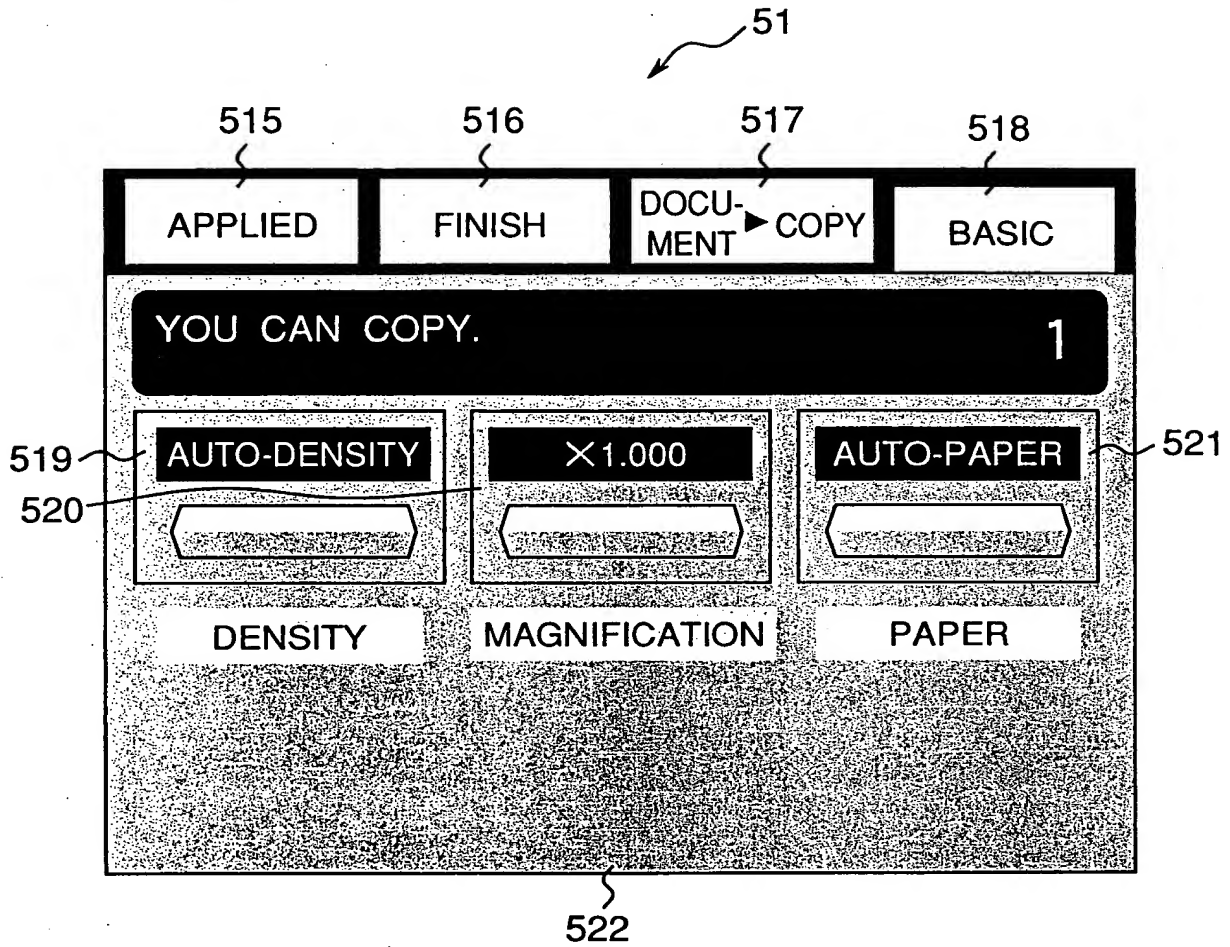 51
515 516 517 518
APPLIED FINISH DOCU-MENT ▶ COPY BASIC
YOU CAN COPY. 1
519 AUTO-DENSITY ×1.000 AUTO-PAPER 521
520
DENSITY MAGNIFICATION PAPER
522